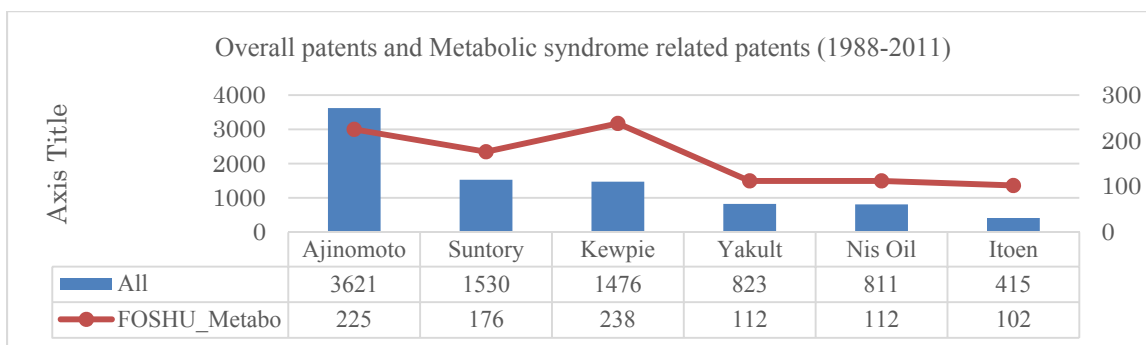 Overall patents and Metabolic syndrome related patents (1988-2011)
Axis Title
4000
3000
2000
1000
0
300
200
100
0
Ajinomoto Suntory Kewpie Yakult Nis Oil Itoen
All 3621 1530 1476 823 811 415
FOSHU_Metabo 225 176 238 112 112 102